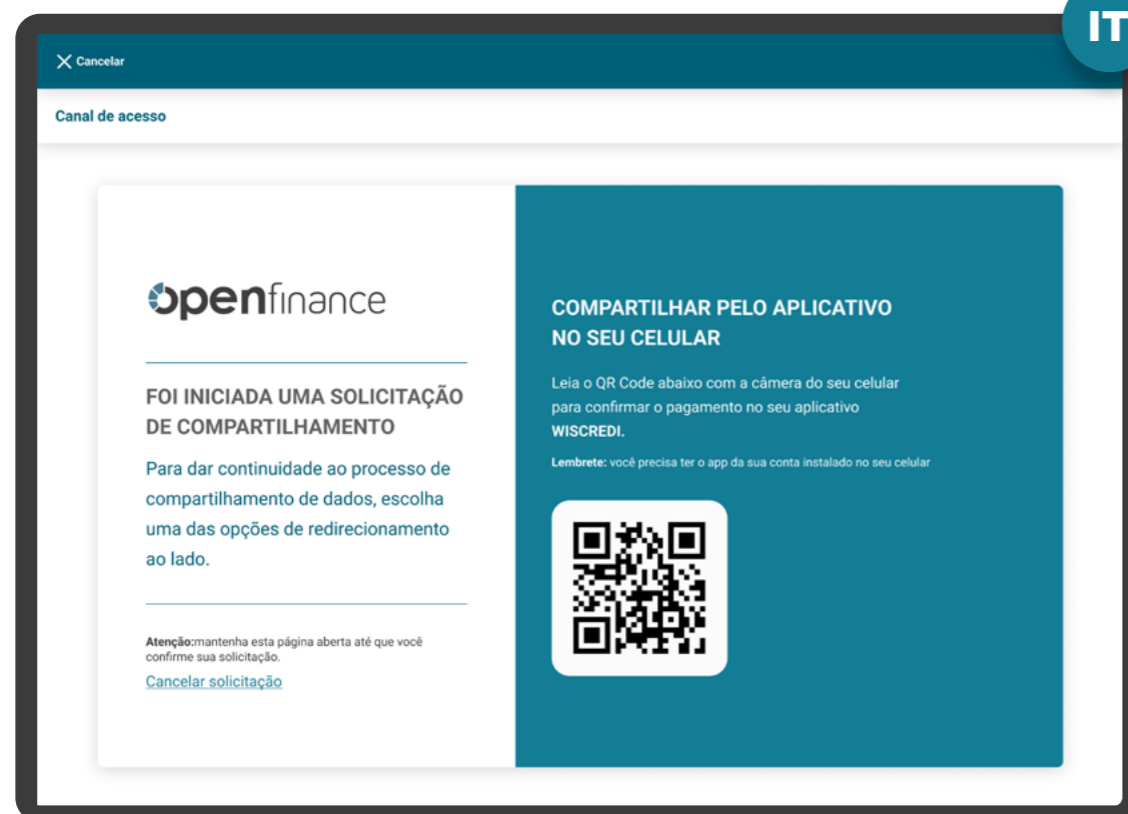 IT
Cancelar
Canal de acesso
openfinance
FOI INICIADA UMA SOLICITAÇÃO
DE COMPARTILHAMENTO
Para dar continuidade ao processo de
compartilhamento de dados, escolha
uma das opções de redirecionamento
ao lado.
Atenção:mantenha esta página aberta até que você
confirme sua solicitação.
Cancelar solicitação
COMPARTILHAR PELO APLICATIVO
NO SEU CELULAR
Leia o QR Code abaixo com a câmera do seu celular
para confirmar o pagamento no seu aplicativo
WISCREDI.
Lembrete: você precisa ter o app da sua conta instalado no seu celular